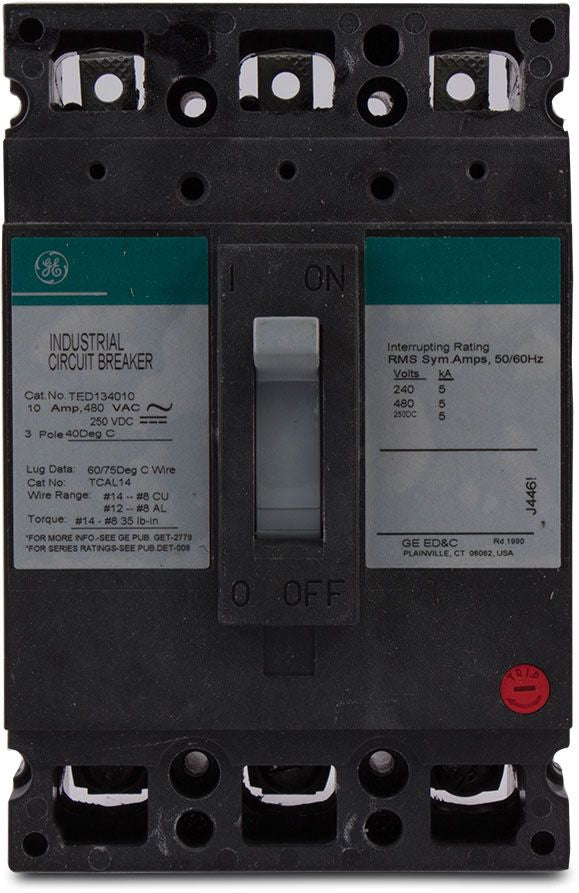 GE
INDUSTRIAL
CIRCUIT BREAKER
Cat.No. TED134010
10 Amp,480 VAC
250 VDC
3 Pole 40Deg C
Lug Data: 60/75Deg C Wire
Cat No: TCAL14
Wire Range: #14 -- #8 CU
#12 -- #8 AL
Torque: #14 - #8 35 lb-in
*FOR MORE INFO.-SEE GE PUB. GET-2779
*FOR SERIES RATINGS-SEE PUB.DET-008
I ON
O OFF
Interrupting Rating
RMS Sym.Amps, 50/60Hz
Volts kA
240 5
480 5
250DC 5
GE ED&C Rd 1990
PLAINVILLE, CT 06062, USA
TRIP